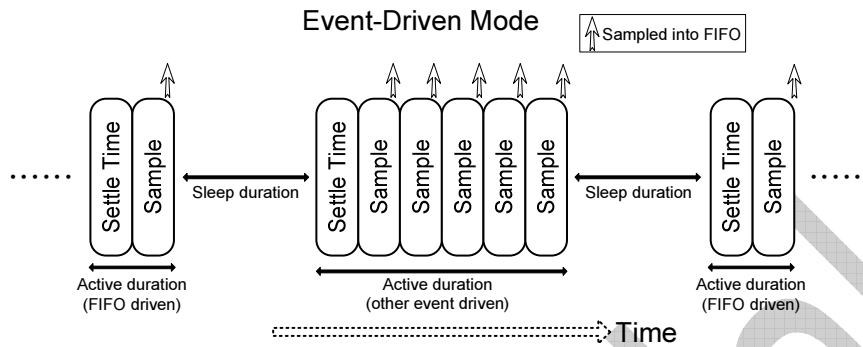 Event-Driven Mode
Sampled into FIFO
Settle Time
Sample
Sleep duration
Settle Time
Sample
Sample
Sample
Sample
Sample
Sleep duration
Settle Time
Sample
Active duration
(FIFO driven)
Active duration
(other event driven)
Active duration
(FIFO driven)
Time